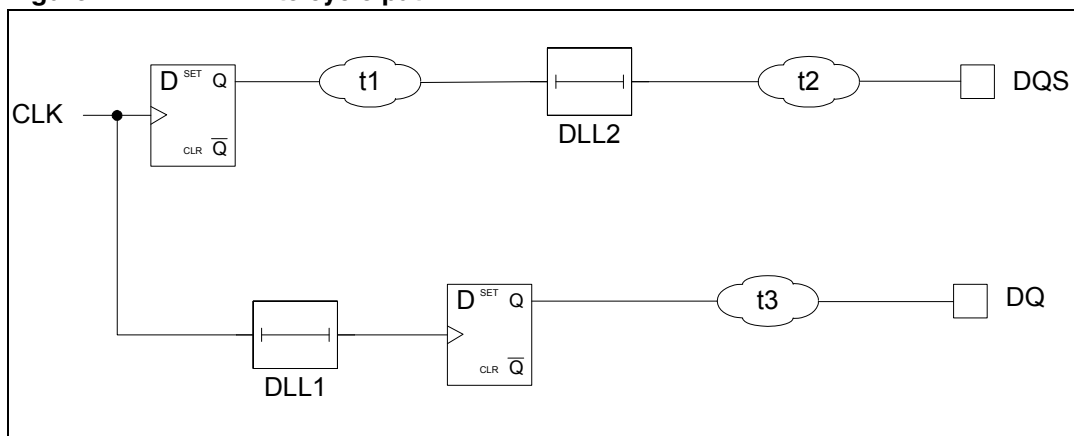 D SET Q
t1
t2
DQS
CLK
DLL2
CLR Q
D SET Q
t3
DQ
CLR Q
DLL1